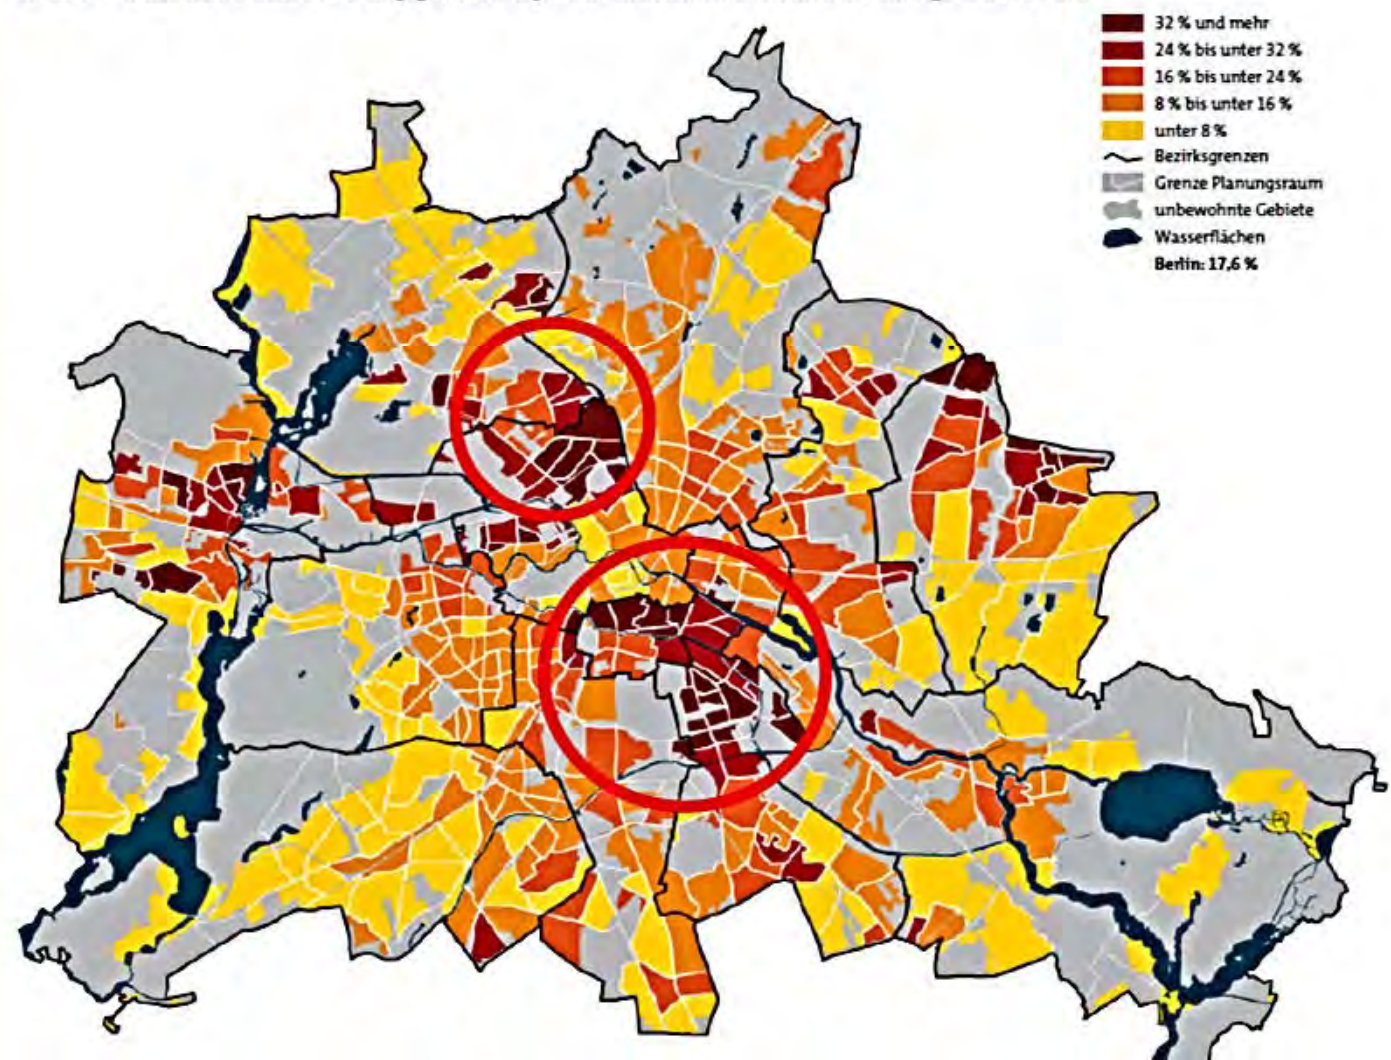 32 % und mehr
24 % bis unter 32 %
16 % bis unter 24 %
8 % bis unter 16 %
unter 8 %
Bezirksgrenzen
Grenze Planungsraum
unbewohnte Gebiete
Wasserflächen
Berlin: 17,6 %